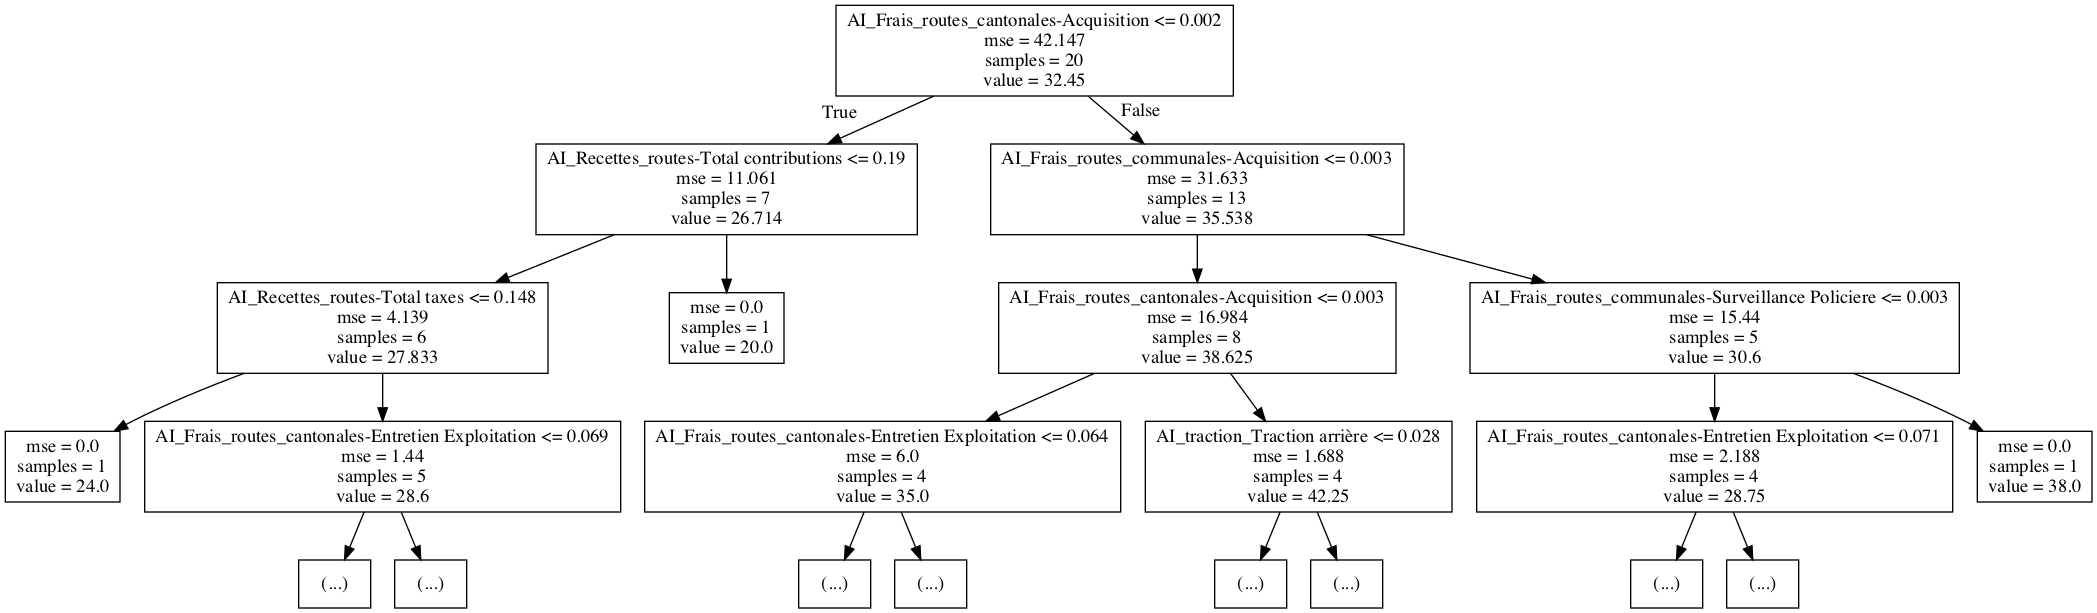 AI_Frais_routes_cantonales-Acquisition <= 0.002
mse = 42.147
samples = 20
value = 32.45
True
False
AI_Recettes_routes-Total contributions <= 0.19
mse = 11.061
samples = 7
value = 26.714
AI_Frais_routes_communales-Acquisition <= 0.003
mse = 31.633
samples = 13
value = 35.538
AI_Recettes_routes-Total taxes <= 0.148
mse = 4.139
samples = 6
value = 27.833
mse = 0.0
samples = 1
value = 20.0
AI_Frais_routes_cantonales-Acquisition <= 0.003
mse = 16.984
samples = 8
value = 38.625
AI_Frais_routes_communales-Surveillance Policiere <= 0.003
mse = 15.44
samples = 5
value = 30.6
mse = 0.0
samples = 1
value = 24.0
AI_Frais_routes_cantonales-Entretien Exploitation <= 0.069
mse = 1.44
samples = 5
value = 28.6
AI_Frais_routes_cantonales-Entretien Exploitation <= 0.064
mse = 6.0
samples = 4
value = 35.0
AI_traction_Traction arrière <= 0.028
mse = 1.688
samples = 4
value = 42.25
AI_Frais_routes_cantonales-Entretien Exploitation <= 0.071
mse = 2.188
samples = 4
value = 28.75
mse = 0.0
samples = 1
value = 38.0
(...)
(...)
(...)
(...)
(...)
(...)
(...)
(...)